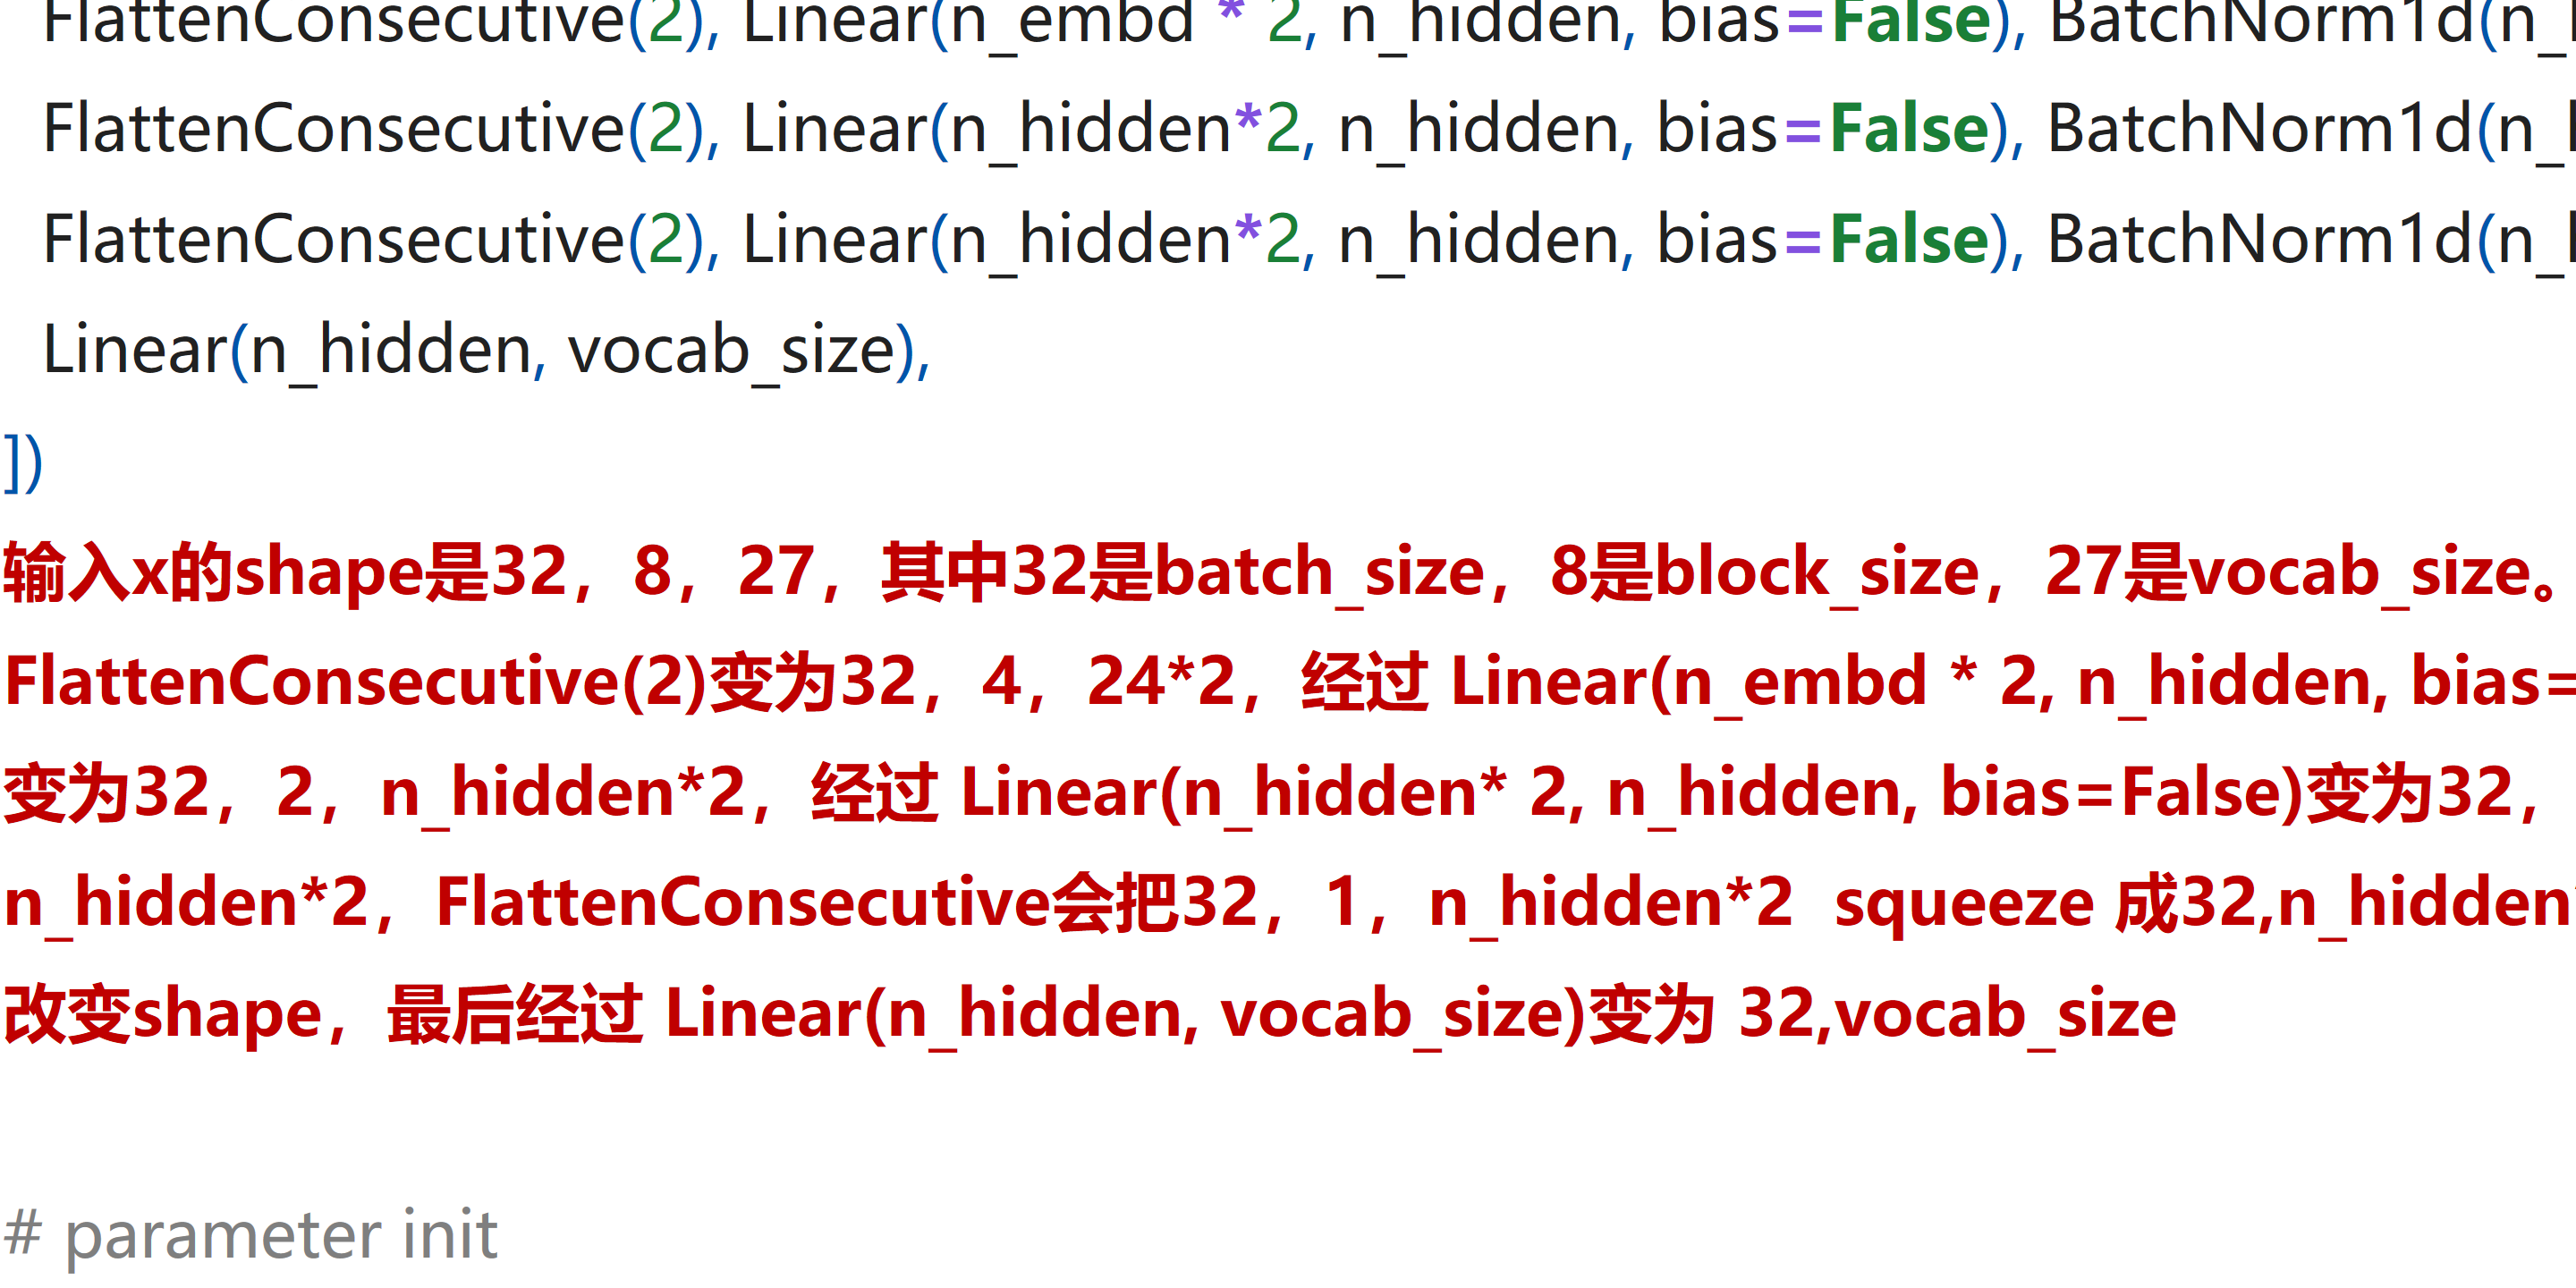 FlattenConsecutive(2), Linear(n_embd * 2, n_hidden, bias=False), BatchNorm1d(n_
FlattenConsecutive(2), Linear(n_hidden*2, n_hidden, bias=False), BatchNorm1d(n_
FlattenConsecutive(2), Linear(n_hidden*2, n_hidden, bias=False), BatchNorm1d(n_
Linear(n_hidden, vocab_size),
])
输入x的shape是32，8，27，其中32是batch_size，8是block_size，27是vocab_size。
FlattenConsecutive(2)变为32，4，24*2，经过 Linear(n_embd * 2, n_hidden, bias=
变为32，2，n_hidden*2，经过 Linear(n_hidden* 2, n_hidden, bias=False)变为32，
n_hidden*2，FlattenConsecutive会把32，1，n_hidden*2 squeeze 成32,n_hidden
改变shape，最后经过 Linear(n_hidden, vocab_size)变为 32,vocab_size
# parameter init